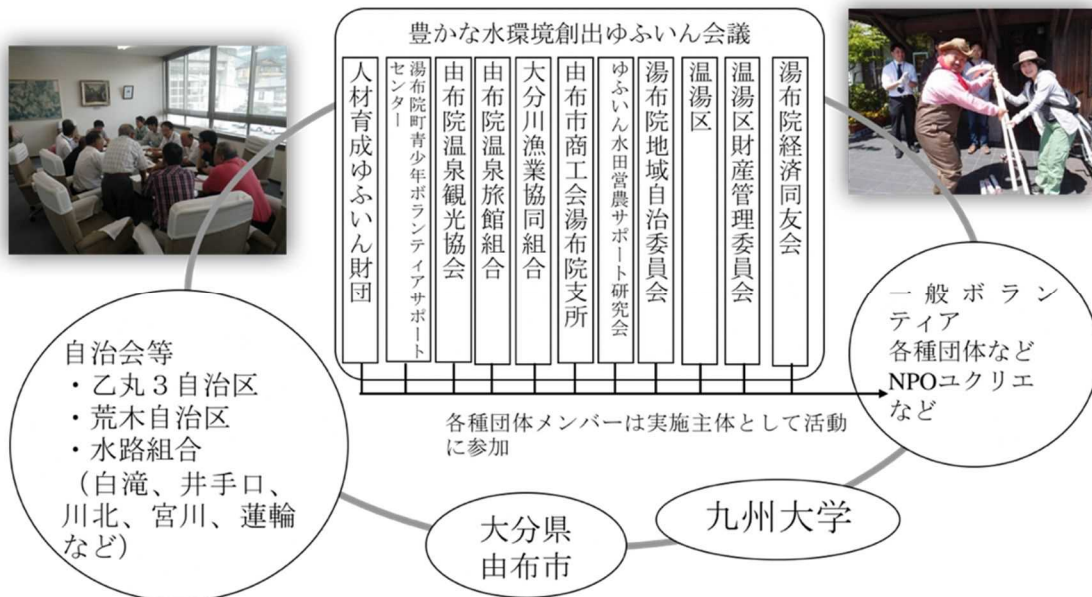 豊かな水環境創出ゆふいん会議
人材育成ゆふいん財団
湯布院町青少年ボランティアサポート
センター
由布院温泉観光協会
由布院温泉旅館組合
大分川漁業協同組合
由布市商工会湯布院支所
ゆふいん水田営農サポート研究会
湯布院地域自治委員会
温湯区
温湯区財産管理委員会
湯布院経済同友会
自治会等
・乙丸3自治区
・荒木自治区
・水路組合
(白滝、井手口、
川北、宮川、蓮輪
など)
各種団体メンバーは実施主体として活動
に参加
一般ボラン
ティア
各種団体など
NPOユクリエ
など
大分県
由布市
九州大学